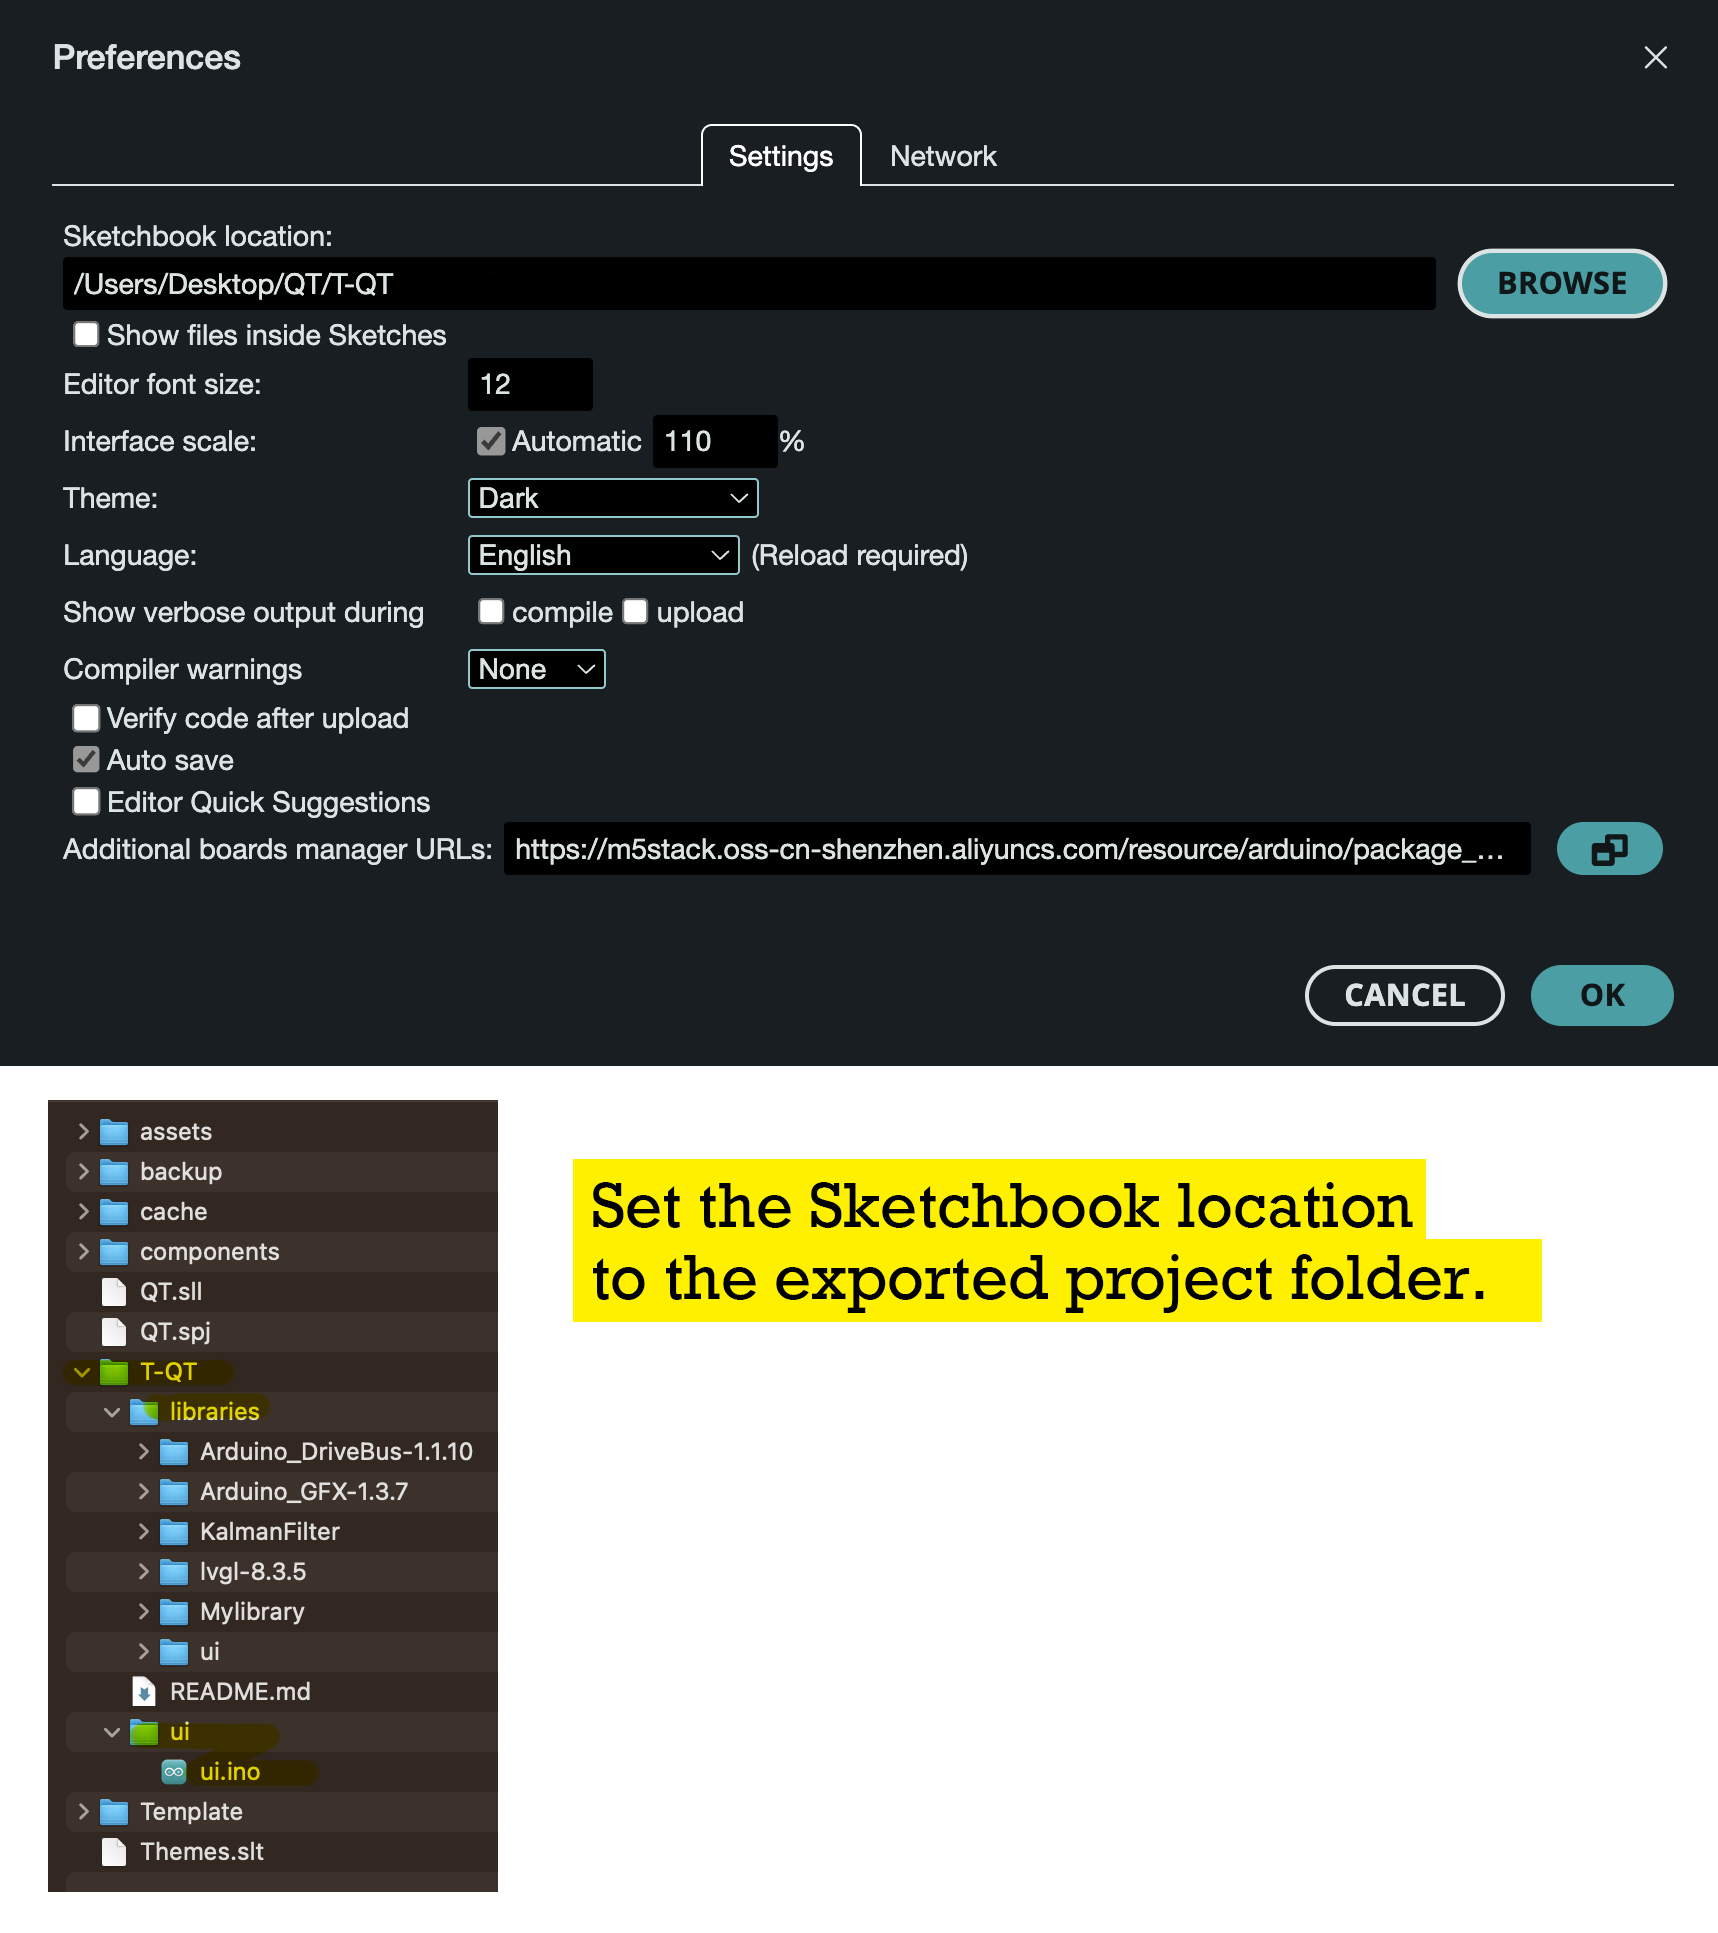 Preferences
Settings Network
Sketchbook location:
/Users/Desktop/QT/T-QT BROWSE
Show files inside Sketches
Editor font size: 12
Interface scale: Automatic 110 %
Theme: Dark
Language: English (Reload required)
Show verbose output during compile upload
Compiler warnings None
Verify code after upload
Auto save
Editor Quick Suggestions
Additional boards manager URLs: https://m5stack.oss-cn-shenzhen.aliyuncs.com/resource/arduino/package_...
CANCEL OK
assets
backup
cache
components
QT.sll
QT.spj
T-QT
libraries
Arduino_DriveBus-1.1.10
Arduino_GFX-1.3.7
KalmanFilter
lvgl-8.3.5
Mylibrary
ui
README.md
ui
ui.ino
Template
Themes.slt
Set the Sketchbook location
to the exported project folder.